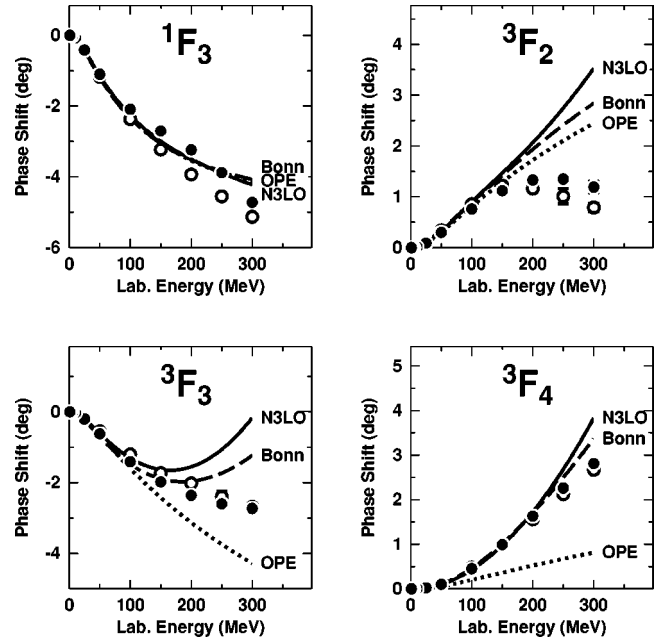 ¹F₃
Phase Shift (deg)
0
-2
-4
-6
Bonn
OPE
N3LO
0 100 200 300
Lab. Energy (MeV)
³F₂
Phase Shift (deg)
4
3
2
1
0
N3LO
Bonn
OPE
0 100 200 300
Lab. Energy (MeV)
³F₃
Phase Shift (deg)
0
-2
-4
N3LO
Bonn
OPE
0 100 200 300
Lab. Energy (MeV)
³F₄
Phase Shift (deg)
5
4
3
2
1
0
N3LO
Bonn
OPE
0 100 200 300
Lab. Energy (MeV)